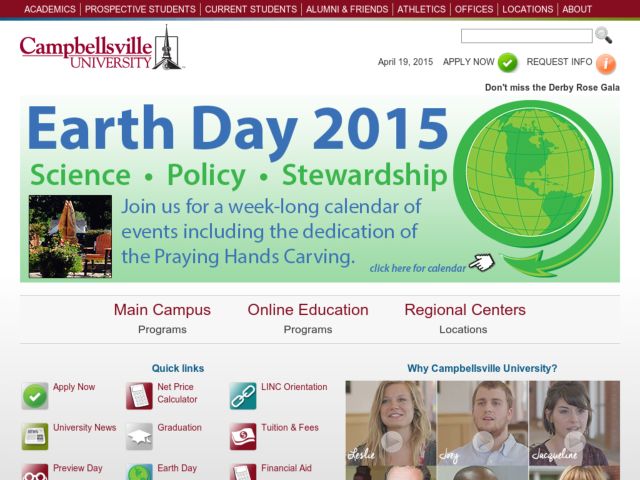 ACADEMICS PROSPECTIVE STUDENTS CURRENT STUDENTS ALUMNI & FRIENDS ATHLETICS OFFICES LOCATIONS ABOUT
Campbellsville
UNIVERSITY
April 19, 2015 APPLY NOW REQUEST INFO
Don't miss the Derby Rose Gala
Earth Day 2015
Science • Policy • Stewardship
Join us for a week-long calendar of
events including the dedication of
the Praying Hands Carving.
click here for calendar
Main Campus Online Education Regional Centers
Programs Programs Locations
Quick links
Apply Now
Net Price
Calculator
LINC Orientation
University News
Graduation
Tuition & Fees
Preview Day
Earth Day
Financial Aid
Why Campbellsville University?
Leslie Joey Jacqueline